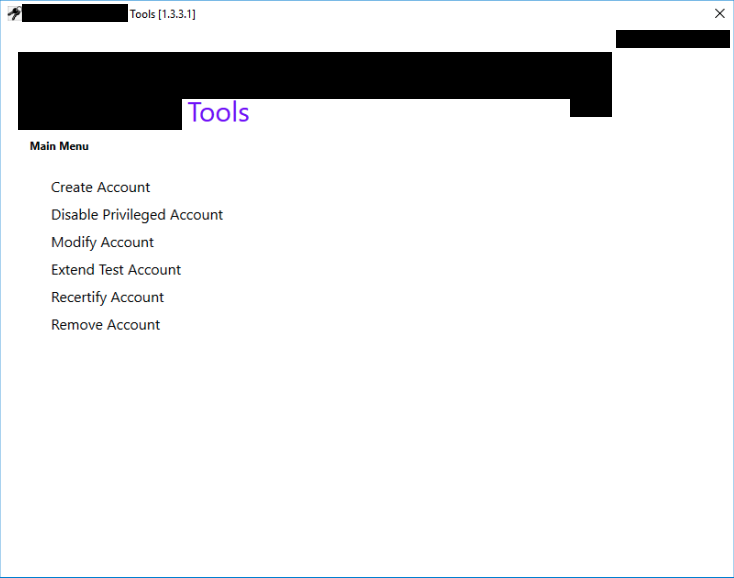 Tools [1.3.3.1]
Tools
Main Menu
Create Account
Disable Privileged Account
Modify Account
Extend Test Account
Recertify Account
Remove Account